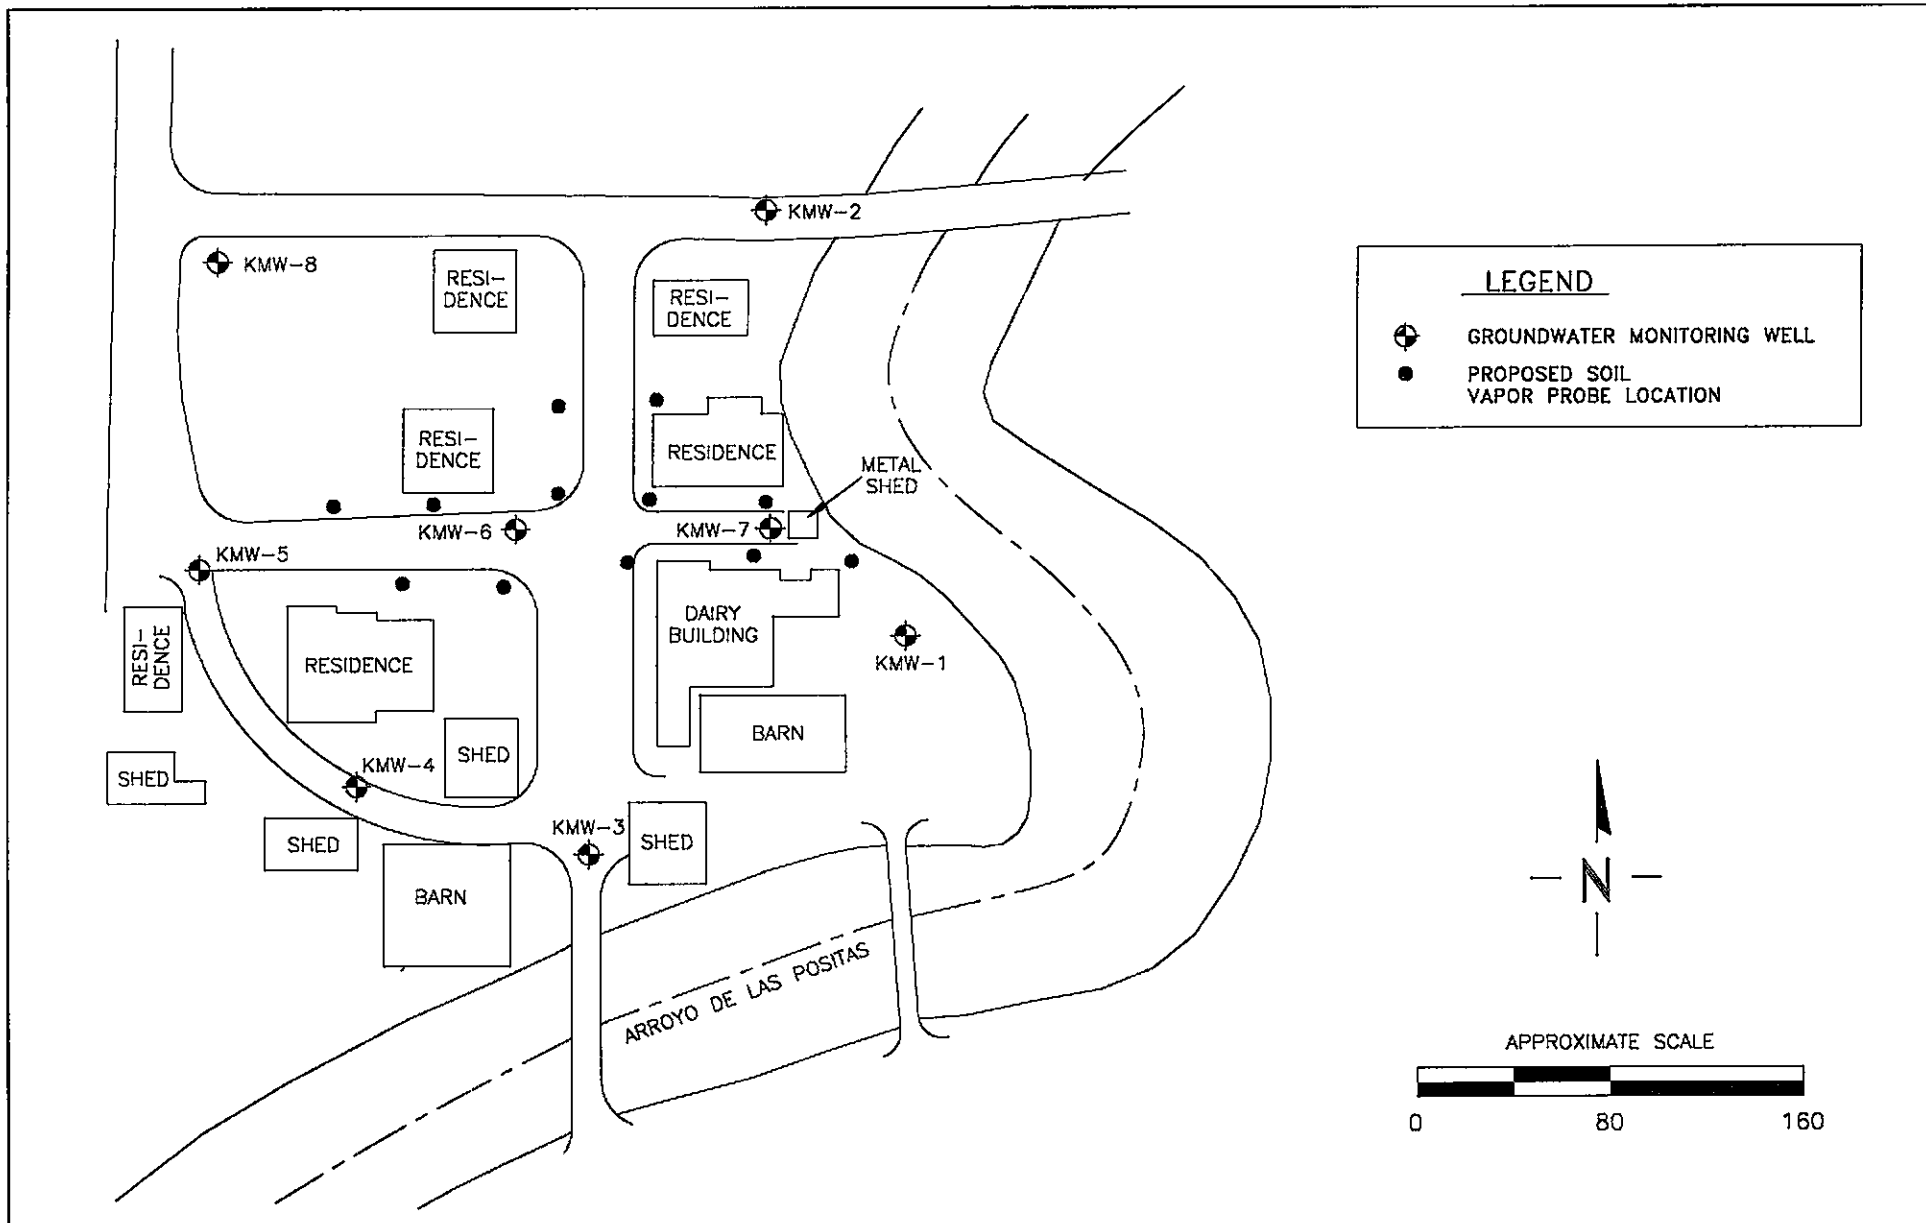 KMW-2
KMW-8
RESI-
DENCE
RESI-
DENCE
LEGEND
GROUNDWATER MONITORING WELL
PROPOSED SOIL
VAPOR PROBE LOCATION
RESI-
DENCE
RESIDENCE
METAL
SHED
KMW-6
KMW-7
KMW-5
DAIRY
BUILDING
RESI-
DENCE
RESIDENCE
KMW-1
BARN
SHED
SHED
KMW-4
KMW-3
SHED
SHED
BARN
N
ARROYO DE LAS POSITAS
APPROXIMATE SCALE
0 80 160